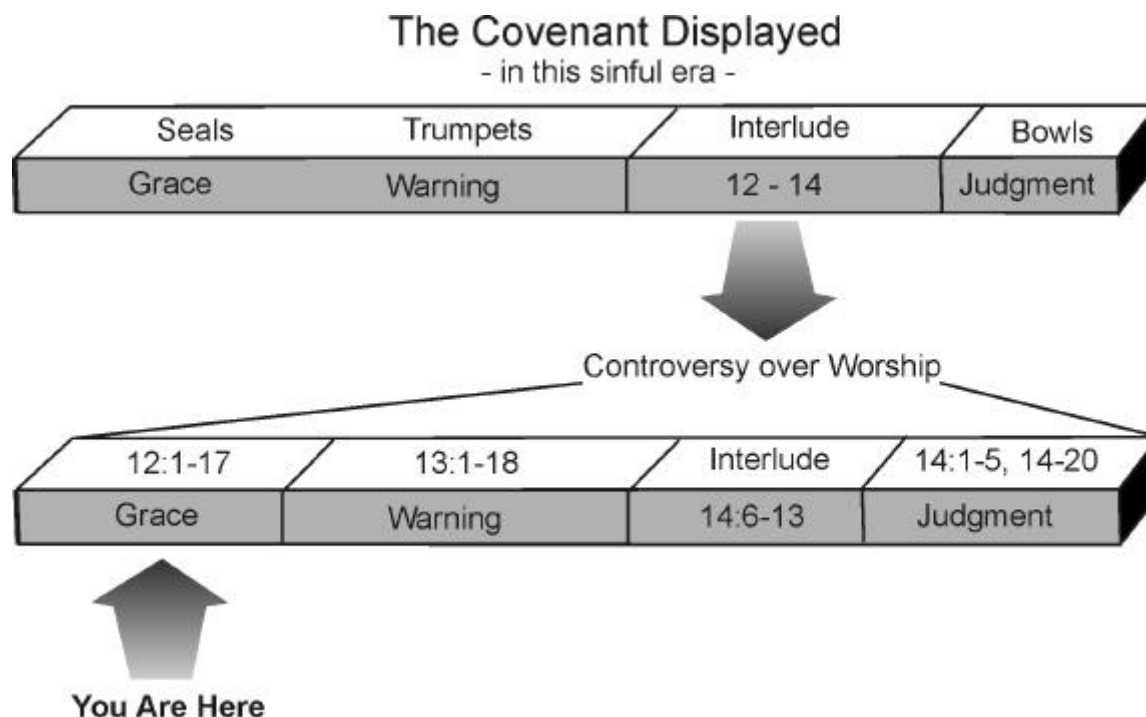 The Covenant Displayed
- in this sinful era -
Seals Trumpets Interlude Bowls
Grace Warning 12 - 14 Judgment
Controversy over Worship
12:1-17 13:1-18 Interlude 14:1-5, 14-20
Grace Warning 14:6-13 Judgment
You Are Here